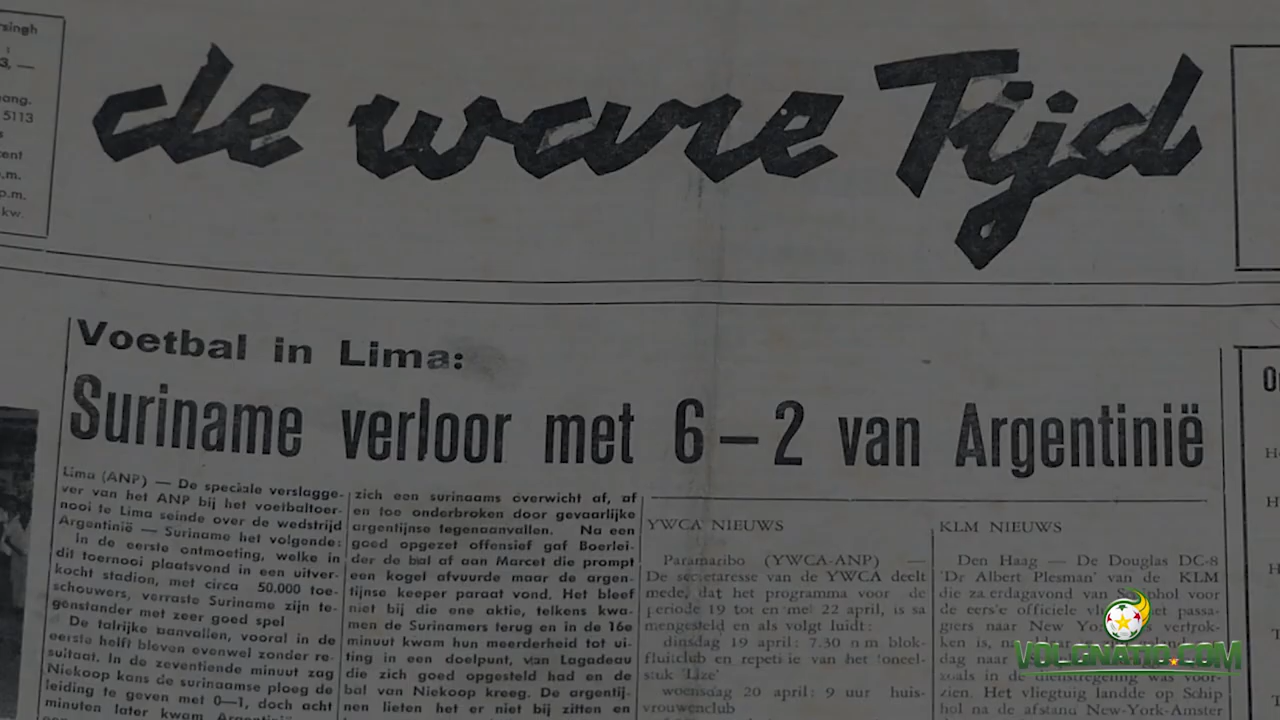 singh
3, —
ang.
5113
cent
p.m.
p.m.
kw.
de ware Tijd
Voetbal in Lima:
Suriname verloor met 6–2 van Argentinië
Lima (ANP) — De speciale verslagge-
ver van het ANP bij het voetbaltoer-
nooi te Lima seinde over de wedstrijd
Argentinië — Suriname het volgende:
In de eerste ontmoeting, welke in
dit toernooi plaatsvond in een uitver-
kocht stadion, met circa 50.000 toe-
schouwers, verraste Suriname zijn te-
genstander met zeer goed spel
De talrijke aanvallen, vooral in de
eerste helft bleven evenwel zonder re-
sultaat. In de zeventiende minuut zag
Niekoop kans de surinaamse ploeg de
leiding te geven met 0—1, doch acht
minuten later kwam
zich een surinaams overwicht af, af
en toe onderbroken door gevaarlijke
argentijnse tegenaanvallen. Na een
goed opgezet offensief gaf Boerlei-
der de bal af aan Marcet die prompt
een kogel afvuurde maar de argen-
tijnse keeper paraat vond. Het bleef
niet bij die ene aktie, telkens kwa-
men de Surinamers terug en in de 16e
minuut kwam hun meerderheid tot ui-
ting in een doelpunt, van Lagadeau
die zich goed opgesteld had en de
bal van Niekoop kreeg. De argentij-
nen lieten het er niet bij zitten en
YWCA NIEUWS
Paramaribo (YWCA-ANP) —
De secretaresse van de YWCA deelt
mede, dat het programma voor de
periode 19 tot en met 22 april, is sa
mengesteld en als volgt luidt:
dinsdag 19 april: 7.30 n m blok-
fluitclub en repetitie van het toneel-
stuk 'Lize'
woensdag 20 april: 9 uur huis-
vrouwenclub
KLM NIEUWS
Den Haag — De Douglas DC-8
'Dr Albert Plesman' van de KLM
die zaterdagavond van Schiphol voor
de eerste officiele met passa-
giers naar New York vertrok-
ken is,
dag naar
zoals in de dienstregeling was voor-
zien. Het vliegtuig landde op Schip
hol na de afstanu New-York-Amster
VOLGNATIO.COM